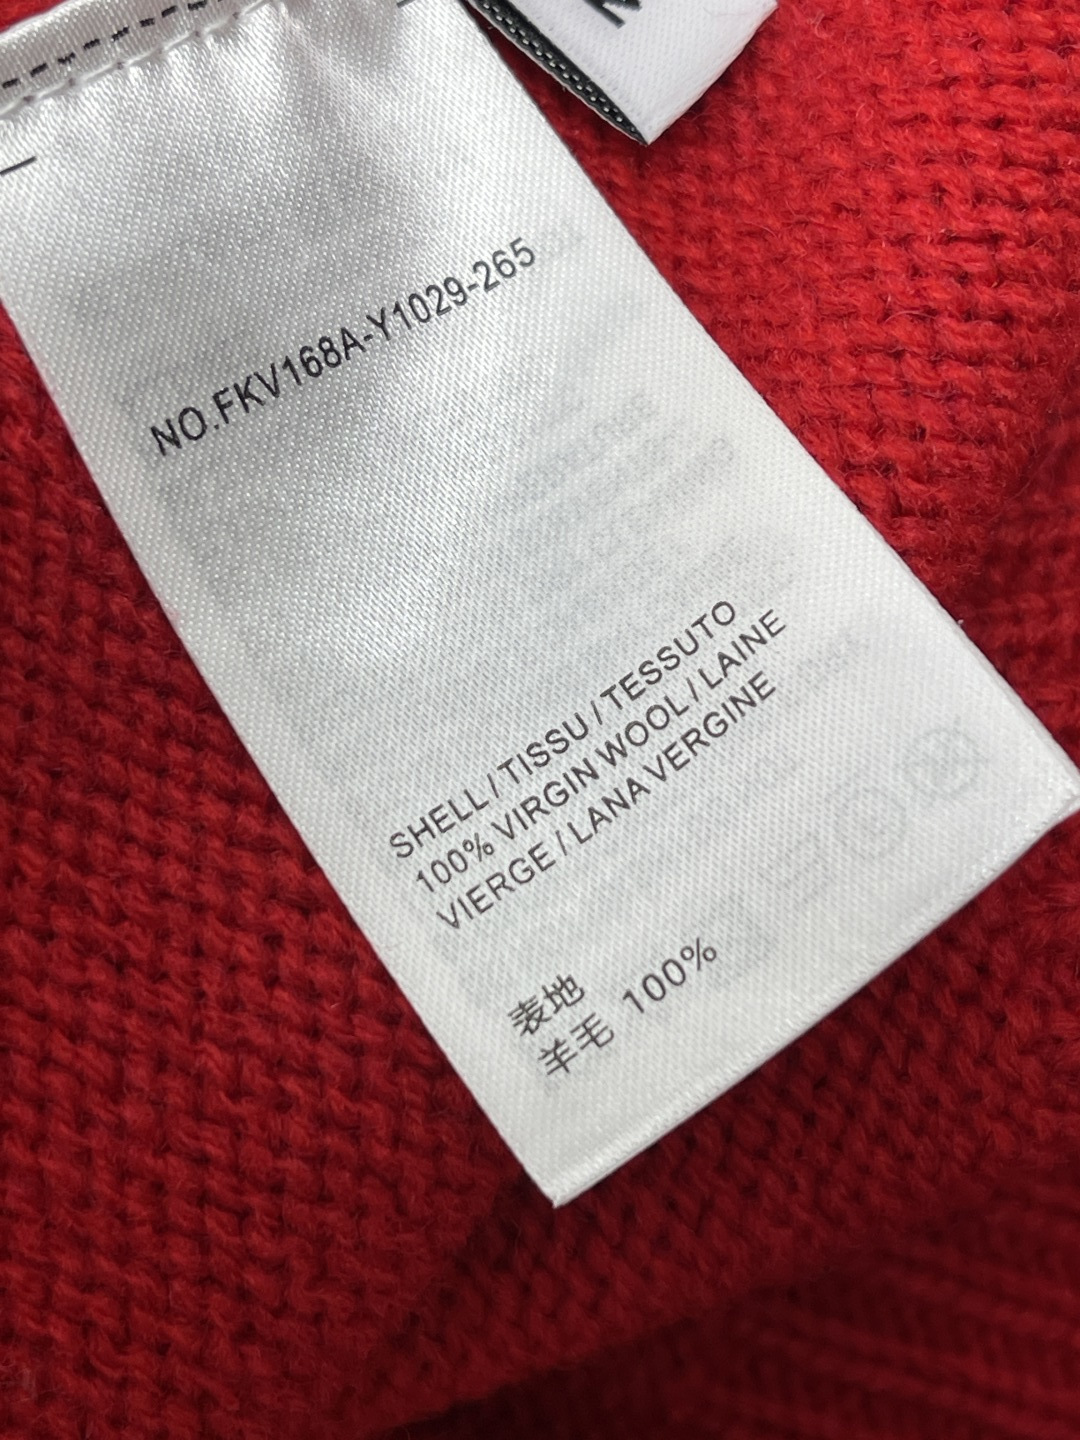 NO.FKV168A-Y1029-265
SHELL / TISSU / TESSUTO
100% VIRGIN WOOL / LAINE
VIERGE / LANA VERGINE
表地
羊毛 100%